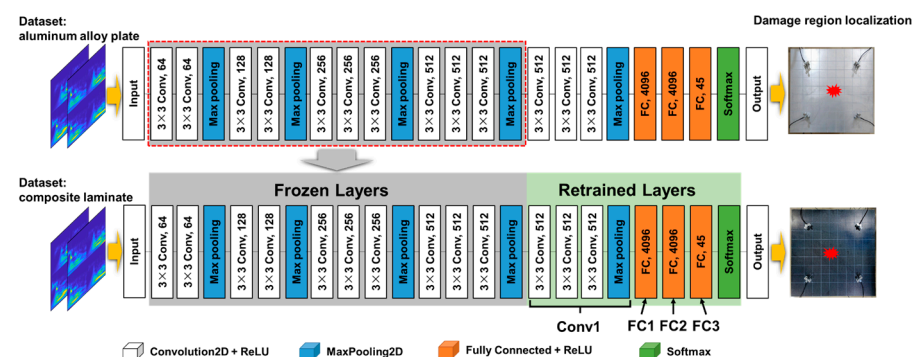 Dataset:
aluminum alloy plate
Damage region localization
Input
3×3 Conv, 64
3×3 Conv, 64
Max pooling
3×3 Conv, 128
3×3 Conv, 128
Max pooling
3×3 Conv, 256
3×3 Conv, 256
3×3 Conv, 256
Max pooling
3×3 Conv, 512
3×3 Conv, 512
3×3 Conv, 512
Max pooling
3×3 Conv, 512
3×3 Conv, 512
3×3 Conv, 512
Max pooling
FC, 4096
FC, 4096
FC, 45
Softmax
Output
Dataset:
composite laminate
Frozen Layers
Retrained Layers
Input
3×3 Conv, 64
3×3 Conv, 64
Max pooling
3×3 Conv, 128
3×3 Conv, 128
Max pooling
3×3 Conv, 256
3×3 Conv, 256
3×3 Conv, 256
Max pooling
3×3 Conv, 512
3×3 Conv, 512
3×3 Conv, 512
Max pooling
3×3 Conv, 512
3×3 Conv, 512
3×3 Conv, 512
Max pooling
FC, 4096
FC, 4096
FC, 45
Softmax
Output
Conv1
FC1
FC2
FC3
Convolution2D + ReLU
MaxPooling2D
Fully Connected + ReLU
Softmax